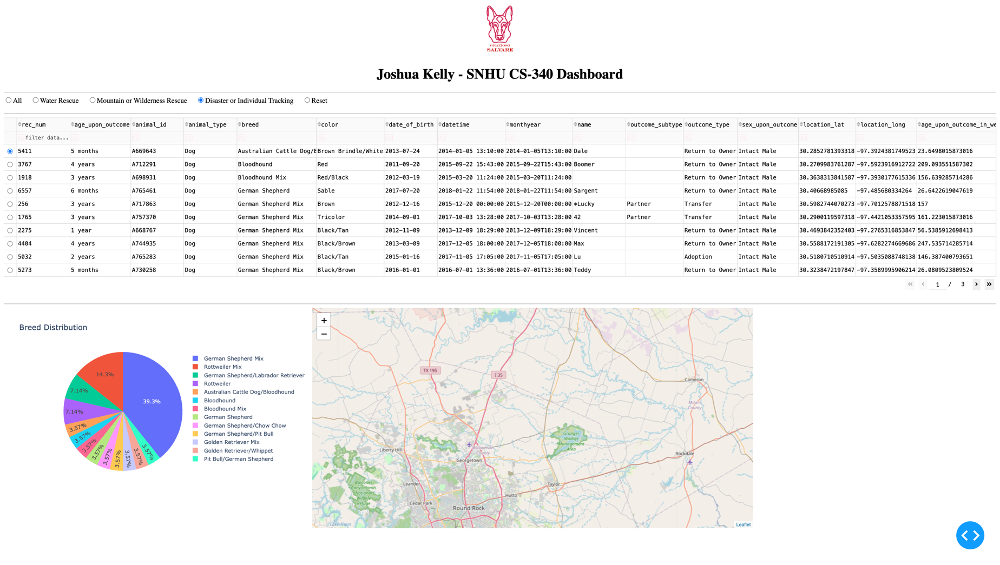 GRAZIOSO
SALVARE
Joshua Kelly - SNHU CS-340 Dashboard
All Water Rescue Mountain or Wilderness Rescue Disaster or Individual Tracking Reset
rec_num age_upon_outcome animal_id animal_type breed color date_of_birth datetime monthyear name outcome_subtype outcome_type sex_upon_outcome location_lat location_long age_upon_outcome_in_we
Aa filter data... Aa Aa Aa Aa Aa Aa Aa Aa Aa Aa Aa Aa Aa Aa Aa
5411 5 months A669643 Dog Australian Cattle Dog/B Brown Brindle/White 2013-07-24 2014-01-05 13:10:00 2014-01-05T13:10:00 Dale Return to Owner Intact Male 30.2852781393318 -97.3924381749523 23.6498015873016
3767 4 years A712291 Dog Bloodhound Red 2011-09-20 2015-09-22 15:43:00 2015-09-22T15:43:00 Boomer Return to Owner Intact Male 30.2709983761287 -97.5923916912722 209.093551587302
1918 3 years A698931 Dog Bloodhound Mix Red/Black 2012-03-19 2015-03-20 11:24:00 2015-03-20T11:24:00 Return to Owner Intact Male 30.3638313841587 -97.3930177615336 156.639285714286
6557 6 months A765461 Dog German Shepherd Sable 2017-07-20 2018-01-22 11:54:00 2018-01-22T11:54:00 Sargent Return to Owner Intact Male 30.40668985085 -97.485680334264 26.6422619047619
256 3 years A717863 Dog German Shepherd Mix Brown 2012-12-16 2015-12-20 00:00:00 2015-12-20T00:00:00 *Lucky Partner Transfer Intact Male 30.5982744070273 -97.7012578871518 157
1765 3 years A757370 Dog German Shepherd Mix Tricolor 2014-09-01 2017-10-03 13:28:00 2017-10-03T13:28:00 42 Partner Transfer Intact Male 30.2900119597318 -97.4421053357595 161.223015873016
2275 1 year A668767 Dog German Shepherd Mix Black/Tan 2012-11-09 2013-12-09 18:29:00 2013-12-09T18:29:00 Vincent Return to Owner Intact Male 30.4693842352403 -97.2765316853847 56.5385912698413
4404 4 years A744935 Dog German Shepherd Mix Black/Brown 2013-03-09 2017-12-05 18:00:00 2017-12-05T18:00:00 Max Return to Owner Intact Male 30.5588172191305 -97.6282274669686 247.535714285714
5032 2 years A765283 Dog German Shepherd Mix Black/Tan 2015-01-16 2017-11-05 17:05:00 2017-11-05T17:05:00 Lu Adoption Intact Male 30.5180710510914 -97.5035088748138 146.387400793651
5273 5 months A730258 Dog German Shepherd Mix Black/Brown 2016-01-01 2016-07-01 13:36:00 2016-07-01T13:36:00 Teddy Return to Owner Intact Male 30.3238472197847 -97.3589995906214 26.0809523809524
1 / 3
Breed Distribution
39.3%
14.3%
7.14%
7.14%
3.57%
3.57%
3.57%
3.57%
3.57%
3.57%
3.57%
3.57%
3.57%
German Shepherd Mix
Rottweiler Mix
German Shepherd/Labrador Retriever
Rottweiler
Australian Cattle Dog/Bloodhound
Bloodhound
Bloodhound Mix
German Shepherd
German Shepherd/Chow Chow
German Shepherd/Pit Bull
Golden Retriever Mix
Golden Retriever/Whippet
Pit Bull/German Shepherd
+
−
TX 195
I 35
Cameron
Milam
County
Granger
Wildlife
Management
Area
Liberty Hill
Williamson
County
Georgetown
Rockdale
Leander
Balcones
Canyonlands
National
Wildlife
Refuge
Taylor
Hutto
Cedar Park
Round Rock
Lake Travis
Leaflet